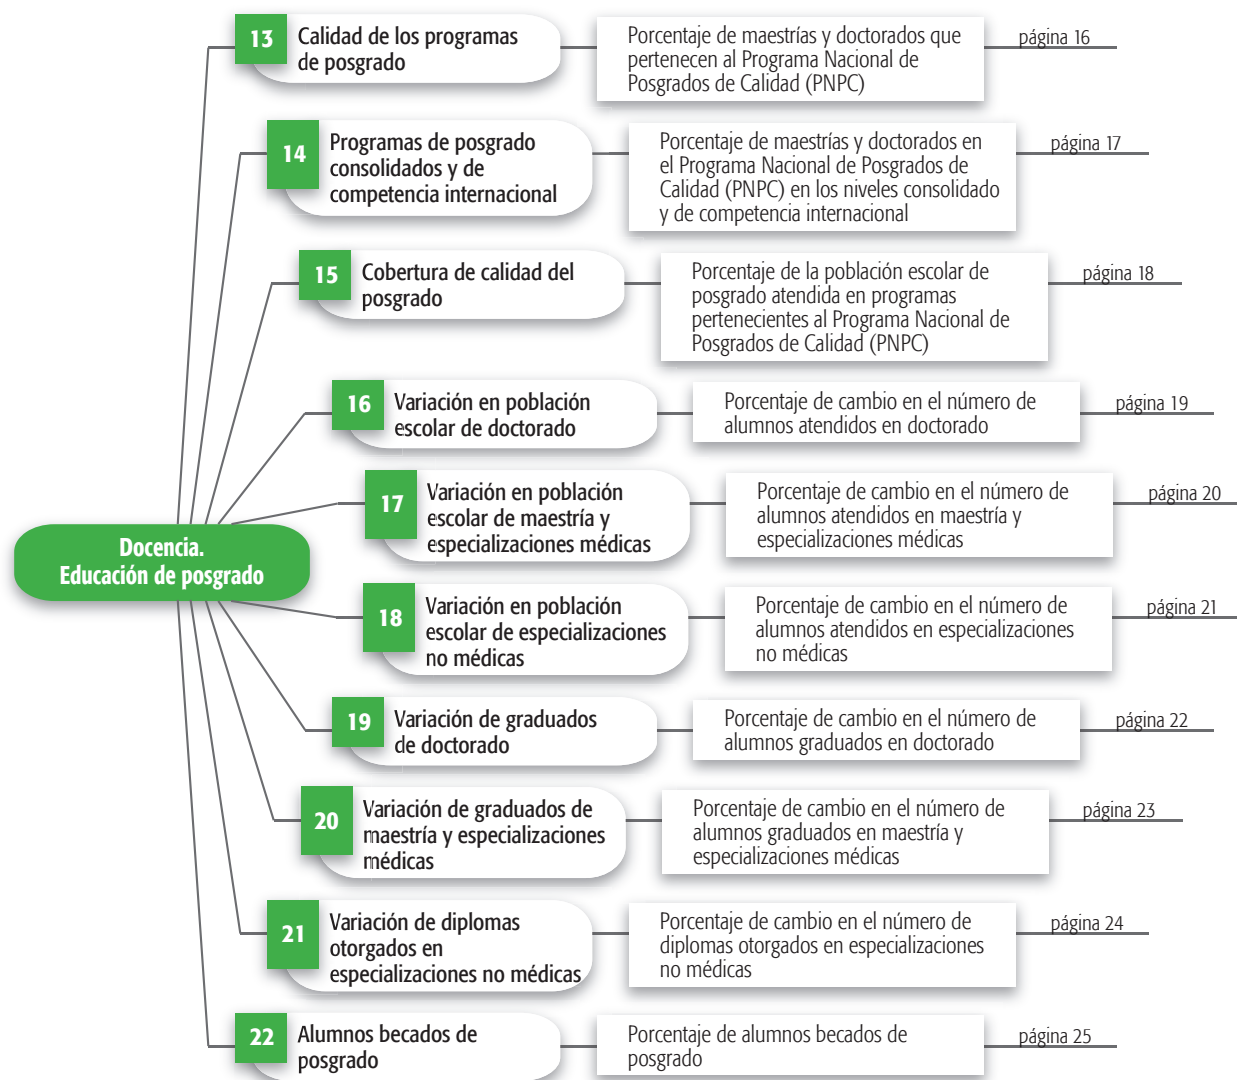 13
Calidad de los programas
de posgrado
Porcentaje de maestrías y doctorados que
pertenecen al Programa Nacional de
Posgrados de Calidad (PNPC)
página 16
14
Programas de posgrado
consolidados y de
competencia internacional
Porcentaje de maestrías y doctorados en
el Programa Nacional de Posgrados de
Calidad (PNPC) en los niveles consolidado
y de competencia internacional
página 17
15
Cobertura de calidad del
posgrado
Porcentaje de la población escolar de
posgrado atendida en programas
pertenecientes al Programa Nacional de
Posgrados de Calidad (PNPC)
página 18
16
Variación en población
escolar de doctorado
Porcentaje de cambio en el número de
alumnos atendidos en doctorado
página 19
17
Variación en población
escolar de maestría y
especializaciones médicas
Porcentaje de cambio en el número de
alumnos atendidos en maestría y
especializaciones médicas
página 20
Docencia.
Educación de posgrado
18
Variación en población
escolar de especializaciones
no médicas
Porcentaje de cambio en el número de
alumnos atendidos en especializaciones
no médicas
página 21
19
Variación de graduados
de doctorado
Porcentaje de cambio en el número de
alumnos graduados en doctorado
página 22
20
Variación de graduados de
maestría y especializaciones
médicas
Porcentaje de cambio en el número de
alumnos graduados en maestría y
especializaciones médicas
página 23
21
Variación de diplomas
otorgados en
especializaciones no médicas
Porcentaje de cambio en el número de
diplomas otorgados en especializaciones
no médicas
página 24
22
Alumnos becados de
posgrado
Porcentaje de alumnos becados de
posgrado
página 25